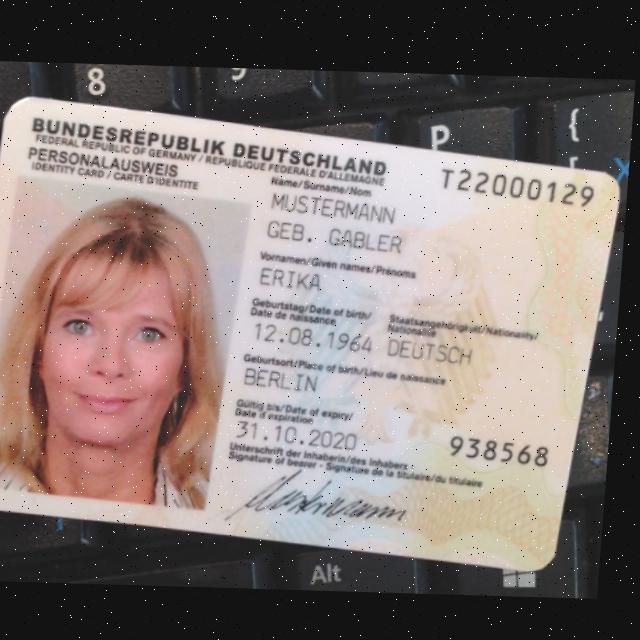 8
9
P
{
[
BUNDESREPUBLIK DEUTSCHLAND
FEDERAL REPUBLIC OF GERMANY / REPUBLIQUE FEDERALE D'ALLEMAGNE
PERSONALAUSWEIS
IDENTITY CARD / CARTE D'IDENTITE
T22000129
Name/Surname/Nom
MUSTERMANN
GEB. GABLER
Vornamen/Given names/Prénoms
ERIKA
Geburtstag/Date of birth/
Date de naissance
Staatsangehörigkeit/Nationality/
Nationalité
12.08.1964 DEUTSCH
Geburtsort/Place of birth/Lieu de naissance
BERLIN
Gültig bis/Date of expiry/
Date d'expiration
31.10.2020
938568
Unterschrift der Inhaberin/des Inhabers
Signature of bearer - Signature de la titulaire/du titulaire
Mustermann
Alt